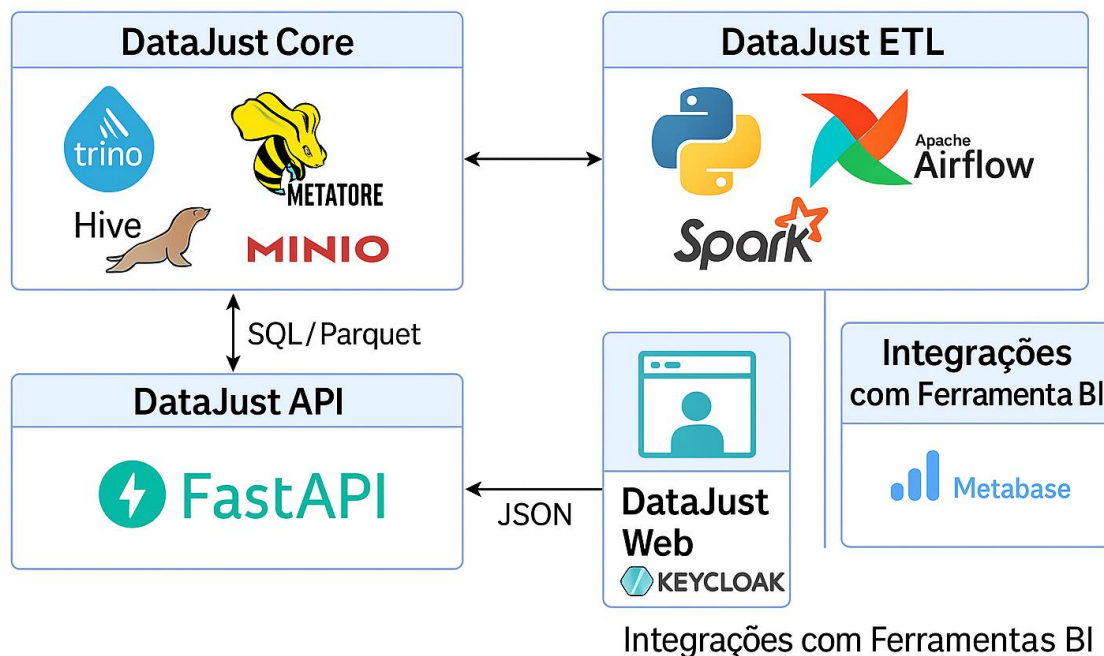 DataJust Core
trino
METATORE
Hive
MINIO
DataJust ETL
Apache
Airflow
Spark
SQL/Parquet
DataJust API
FastAPI
JSON
DataJust
Web
KEYCLOAK
Integrações
com Ferramenta BI
Metabase
Integrações com Ferramentas BI